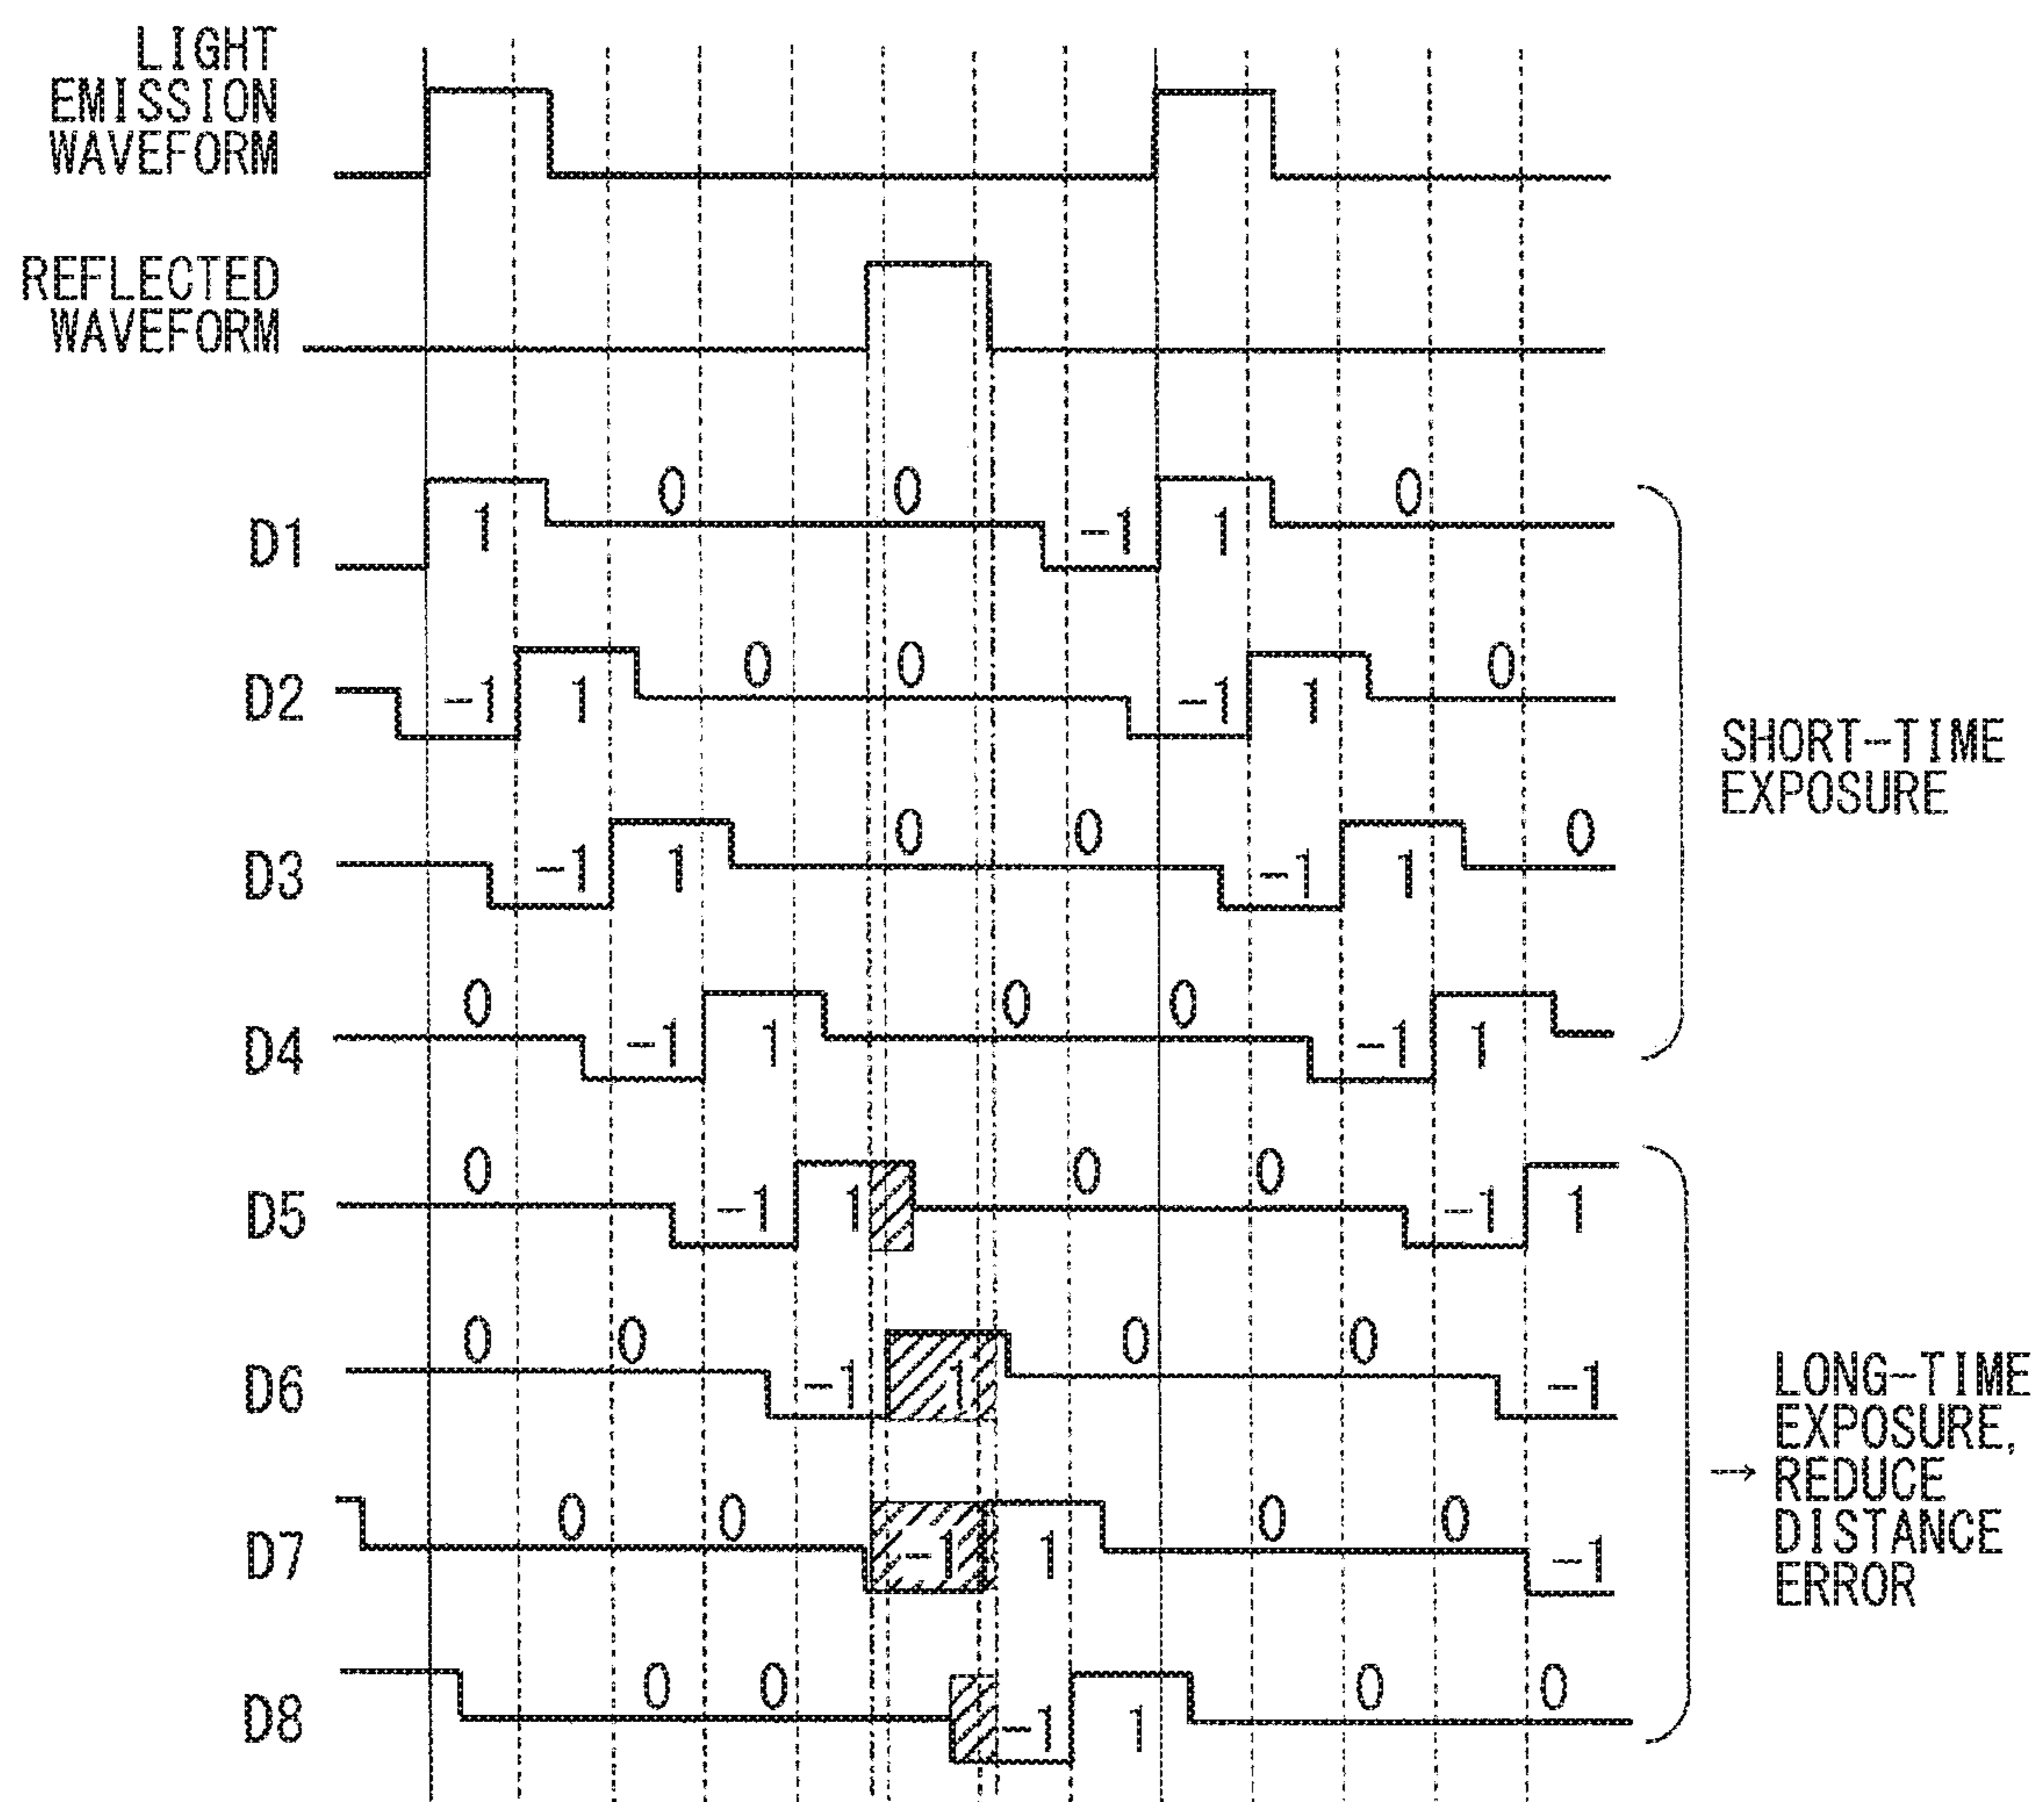 LIGHT
EMISSION
WAVEFORM
REFLECTED
WAVEFORM
0 0 0
D1 1 -1 1
0 0 0
D2 -1 1 -1 1
SHORT-TIME
EXPOSURE
0 0 0
D3 -1 1 -1 1
0 0 0
D4 -1 1 -1 1
0 0 0
D5 -1 1 -1 1
0 0 0 0
D6 -1 1 -1
LONG-TIME
EXPOSURE,
→ REDUCE
DISTANCE
ERROR
0 0 0 0
D7 -1 1 -1
0 0 0 0
D8 -1 1